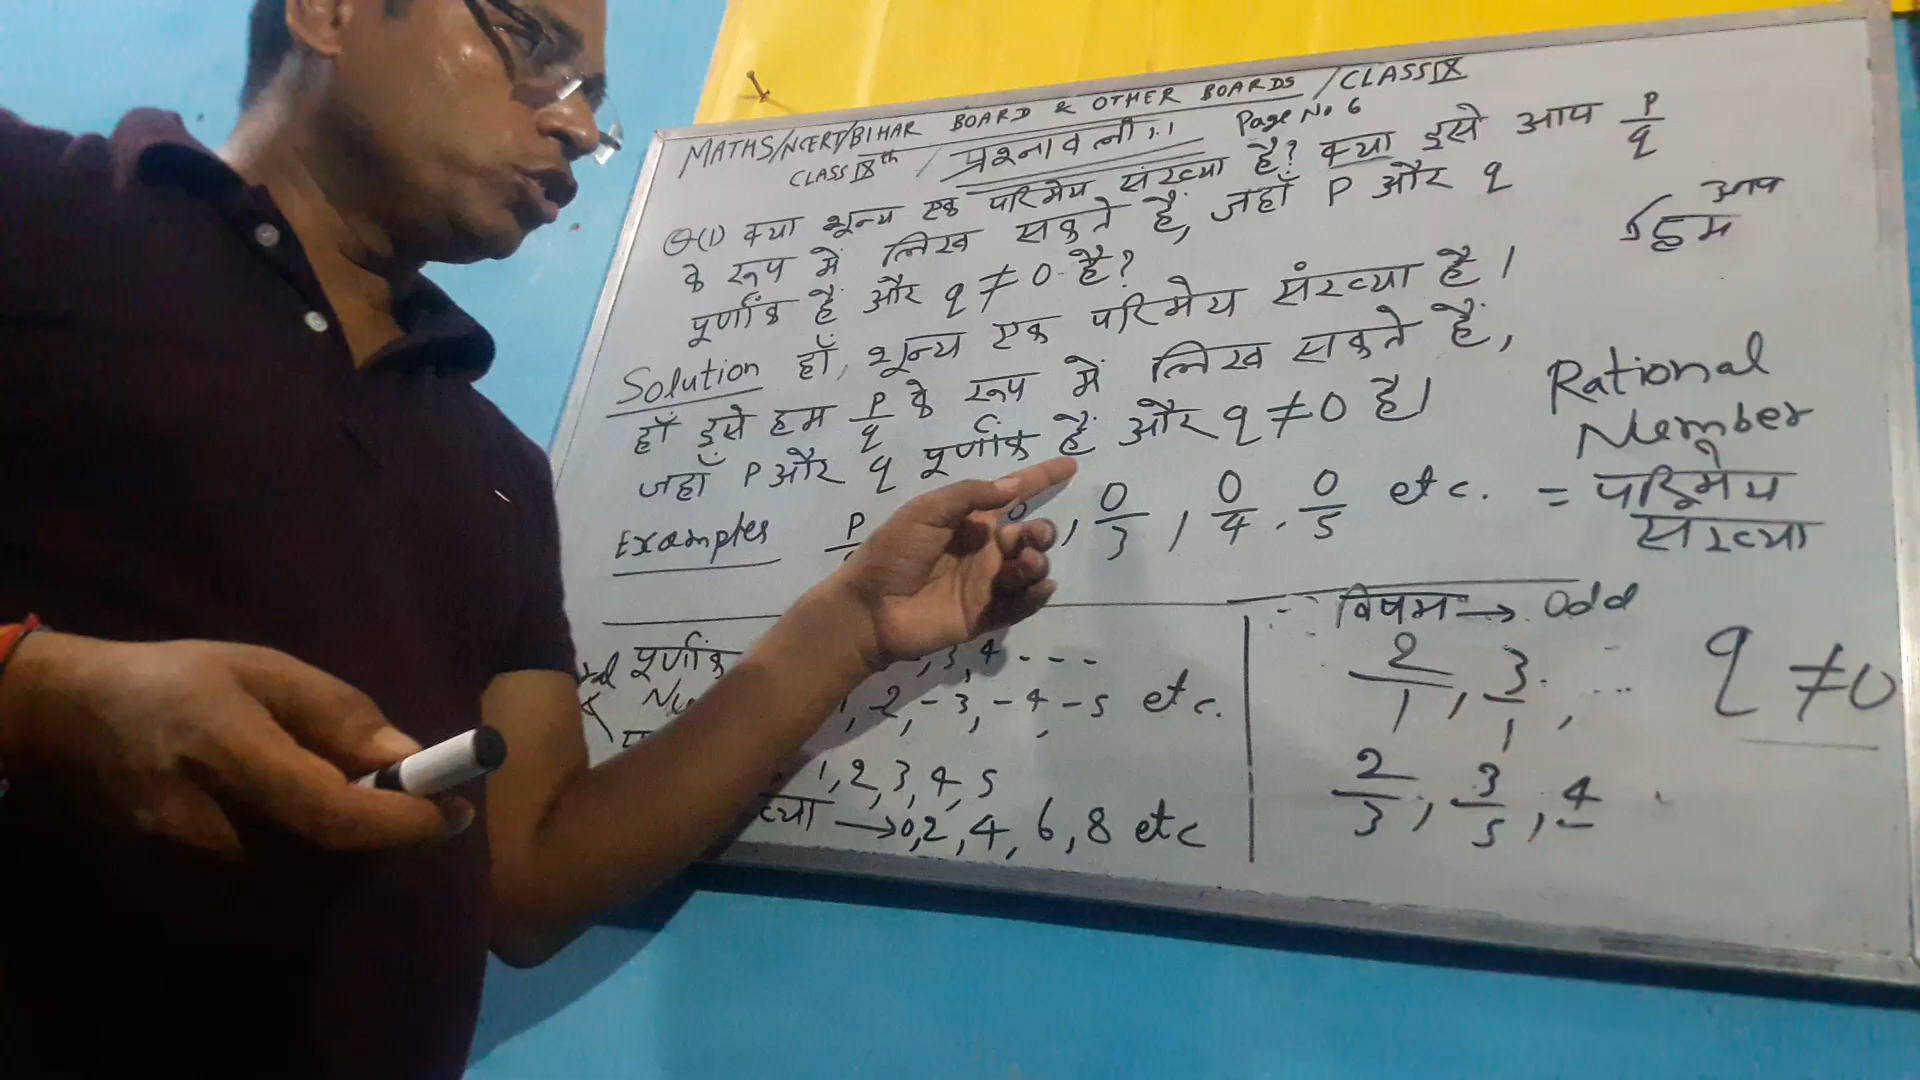 MATHS/NCERT/BIHAR BOARD & OTHER BOARDS /CLASS IX
CLASS IXth / प्रश्नावली 1.1 Page No 6
Q(1) क्या शून्य एक परिमेय संख्या है? क्या इसे आप P/q
के रूप में लिख सकते हैं, जहाँ P और q
पूर्णांक हैं और q ≠ 0 है?
आप
हम
Solution हाँ, शून्य एक परिमेय संख्या है।
हाँ इसे हम P/q के रूप में लिख सकते हैं,
जहाँ P और q पूर्णांक हैं और q ≠ 0 है।
Examples P 0 , 0/3 , 0/4 , 0/5 etc.
Rational
Number
= परिमेय
संख्या
पूर्णांक , 3, 4 - - -
-2, -3, -4, -5 etc.
1, 2, 3, 4, 5
→ 0, 2, 4, 6, 8 etc
विषम → Odd
2/1 , 3/1 ,
2/3 , 3/5 , 4
q ≠ 0